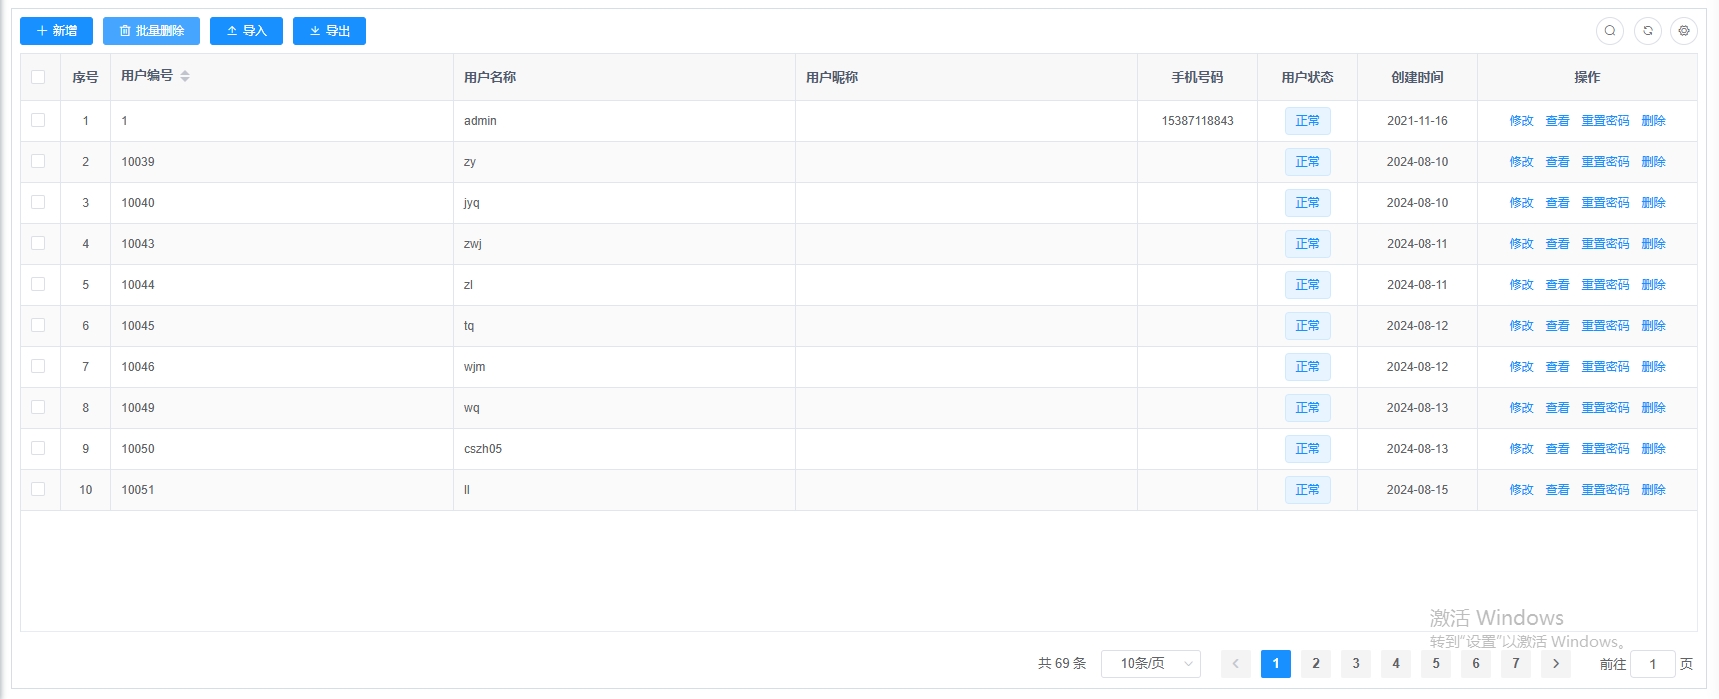 新增 批量删除 导入 导出
序号 用户编号 用户名称 用户昵称 手机号码 用户状态 创建时间 操作
1 1 admin 15387118843 正常 2021-11-16 修改 查看 重置密码 删除
2 10039 zy 正常 2024-08-10 修改 查看 重置密码 删除
3 10040 jyq 正常 2024-08-10 修改 查看 重置密码 删除
4 10043 zwj 正常 2024-08-11 修改 查看 重置密码 删除
5 10044 zl 正常 2024-08-11 修改 查看 重置密码 删除
6 10045 tq 正常 2024-08-12 修改 查看 重置密码 删除
7 10046 wjm 正常 2024-08-12 修改 查看 重置密码 删除
8 10049 wq 正常 2024-08-13 修改 查看 重置密码 删除
9 10050 cszh05 正常 2024-08-13 修改 查看 重置密码 删除
10 10051 ll 正常 2024-08-15 修改 查看 重置密码 删除
激活 Windows
转到“设置”以激活 Windows。
共 69 条 10条/页 1 2 3 4 5 6 7 前往 1 页